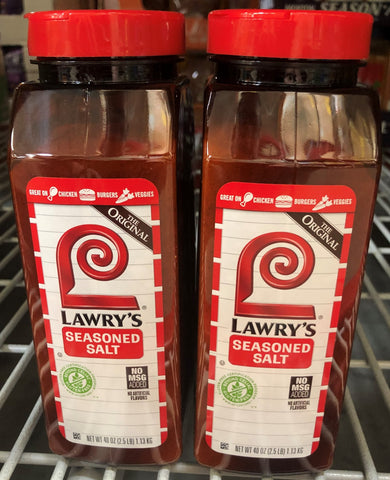 GREAT ON CHICKEN BURGERS VEGGIES
THE
ORIGINAL
LAWRY'S
SEASONED
SALT
NO
MSG
ADDED
NO ARTIFICIAL
FLAVORS
NET WT 40 OZ (2.5 LB) 1.13 KG
GREAT ON CHICKEN BURGERS VEGGIES
THE
ORIGINAL
LAWRY'S
SEASONED
SALT
NO
MSG
ADDED
NO ARTIFICIAL
FLAVORS
NET WT 40 OZ (2.5 LB) 1.13 KG